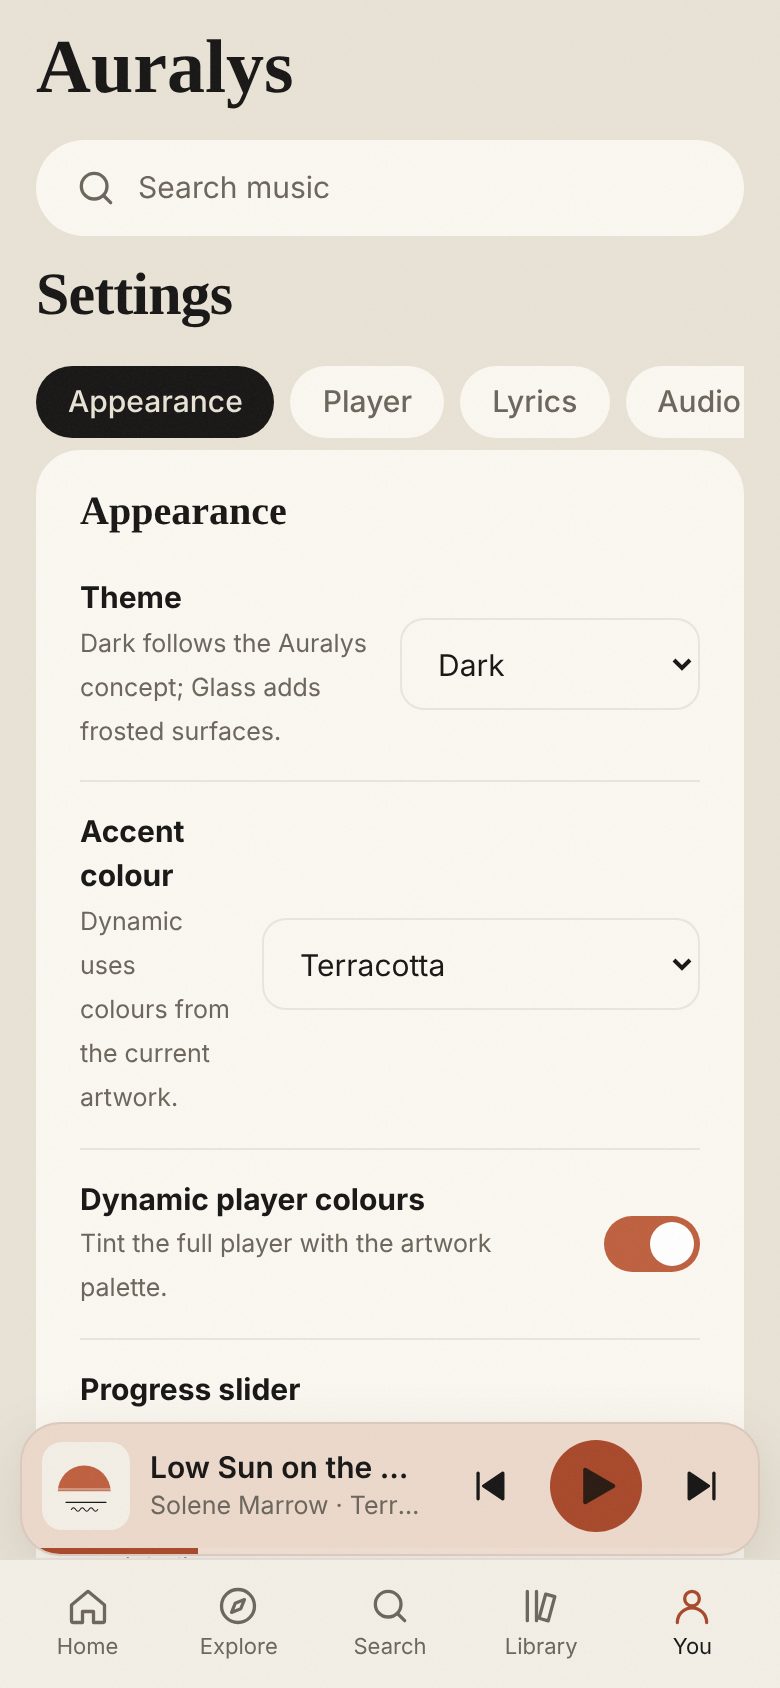 Auralys
Search music
Settings
Appearance
Player
Lyrics
Audio
Appearance
Theme
Dark follows the Auralys
concept; Glass adds
frosted surfaces.
Dark
Accent
colour
Dynamic
uses
colours from
the current
artwork.
Terracotta
Dynamic player colours
Tint the full player with the artwork
palette.
Progress slider
Low Sun on the ...
Solene Marrow · Terr...
Home
Explore
Search
Library
You